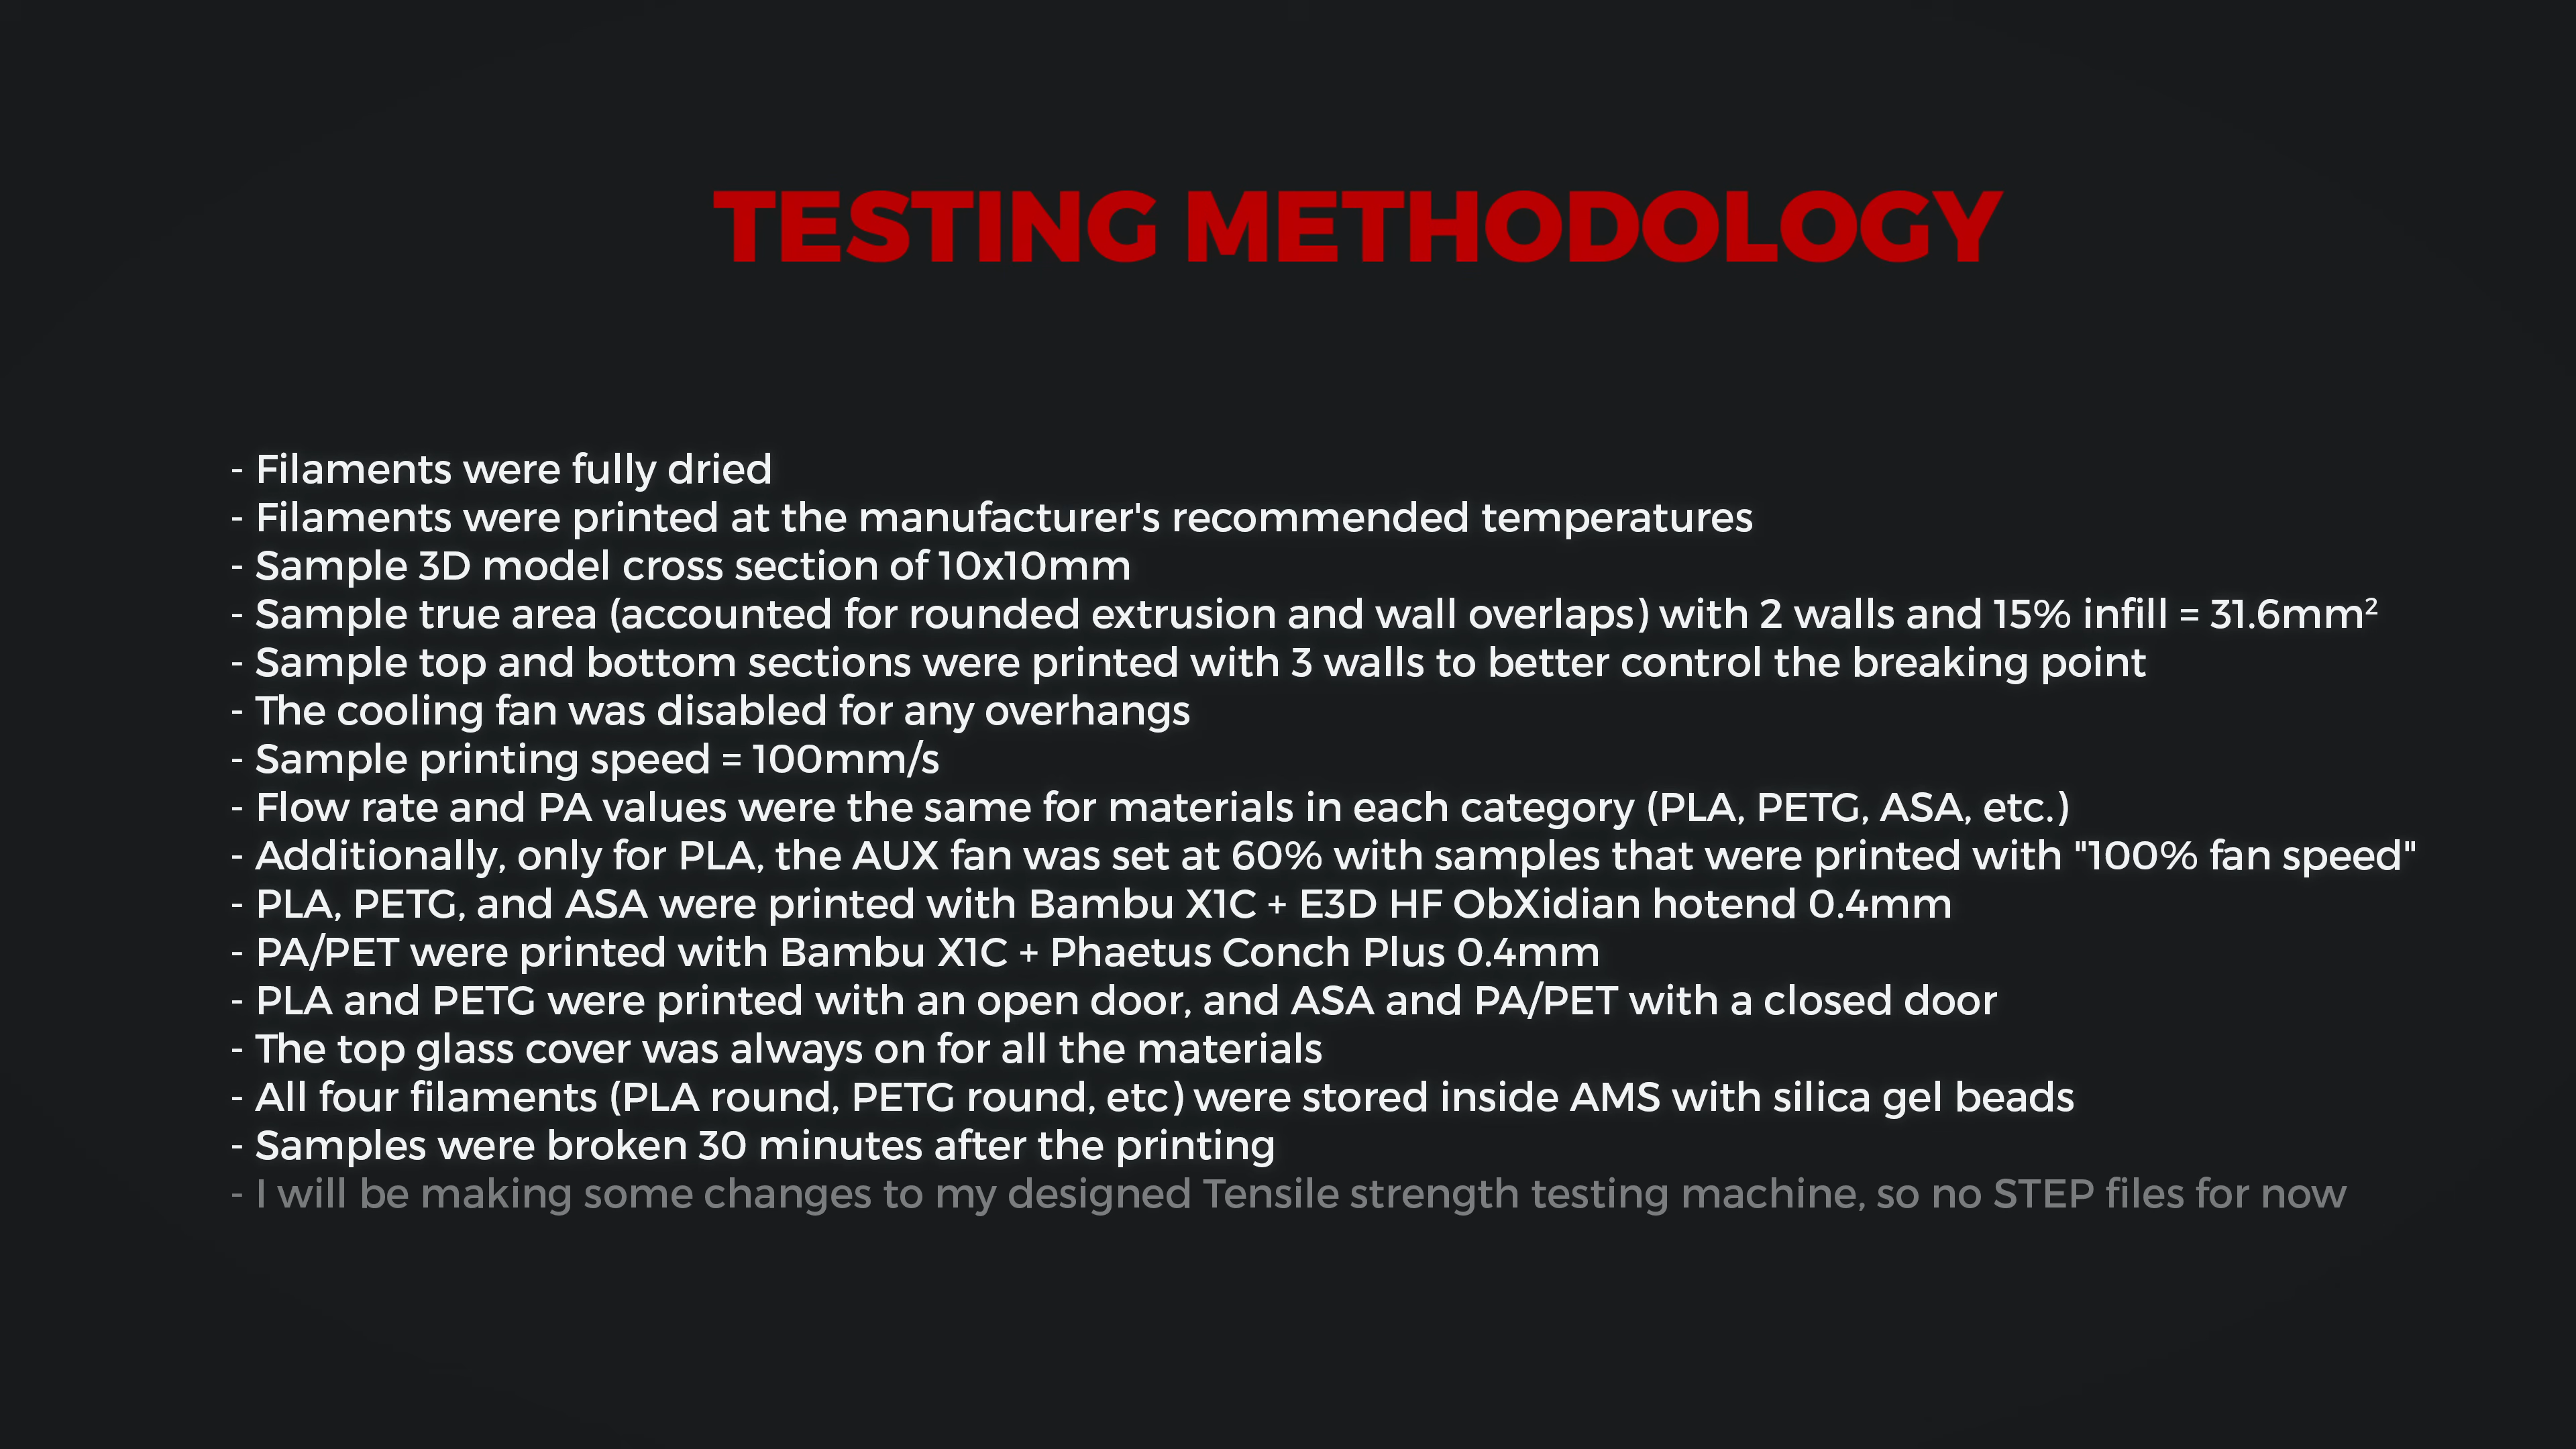 TESTING METHODOLOGY
- Filaments were fully dried
- Filaments were printed at the manufacturer's recommended temperatures
- Sample 3D model cross section of 10x10mm
- Sample true area (accounted for rounded extrusion and wall overlaps) with 2 walls and 15% infill = 31.6mm²
- Sample top and bottom sections were printed with 3 walls to better control the breaking point
- The cooling fan was disabled for any overhangs
- Sample printing speed = 100mm/s
- Flow rate and PA values were the same for materials in each category (PLA, PETG, ASA, etc.)
- Additionally, only for PLA, the AUX fan was set at 60% with samples that were printed with "100% fan speed"
- PLA, PETG, and ASA were printed with Bambu X1C + E3D HF ObXidian hotend 0.4mm
- PA/PET were printed with Bambu X1C + Phaetus Conch Plus 0.4mm
- PLA and PETG were printed with an open door, and ASA and PA/PET with a closed door
- The top glass cover was always on for all the materials
- All four filaments (PLA round, PETG round, etc) were stored inside AMS with silica gel beads
- Samples were broken 30 minutes after the printing
- I will be making some changes to my designed Tensile strength testing machine, so no STEP files for now